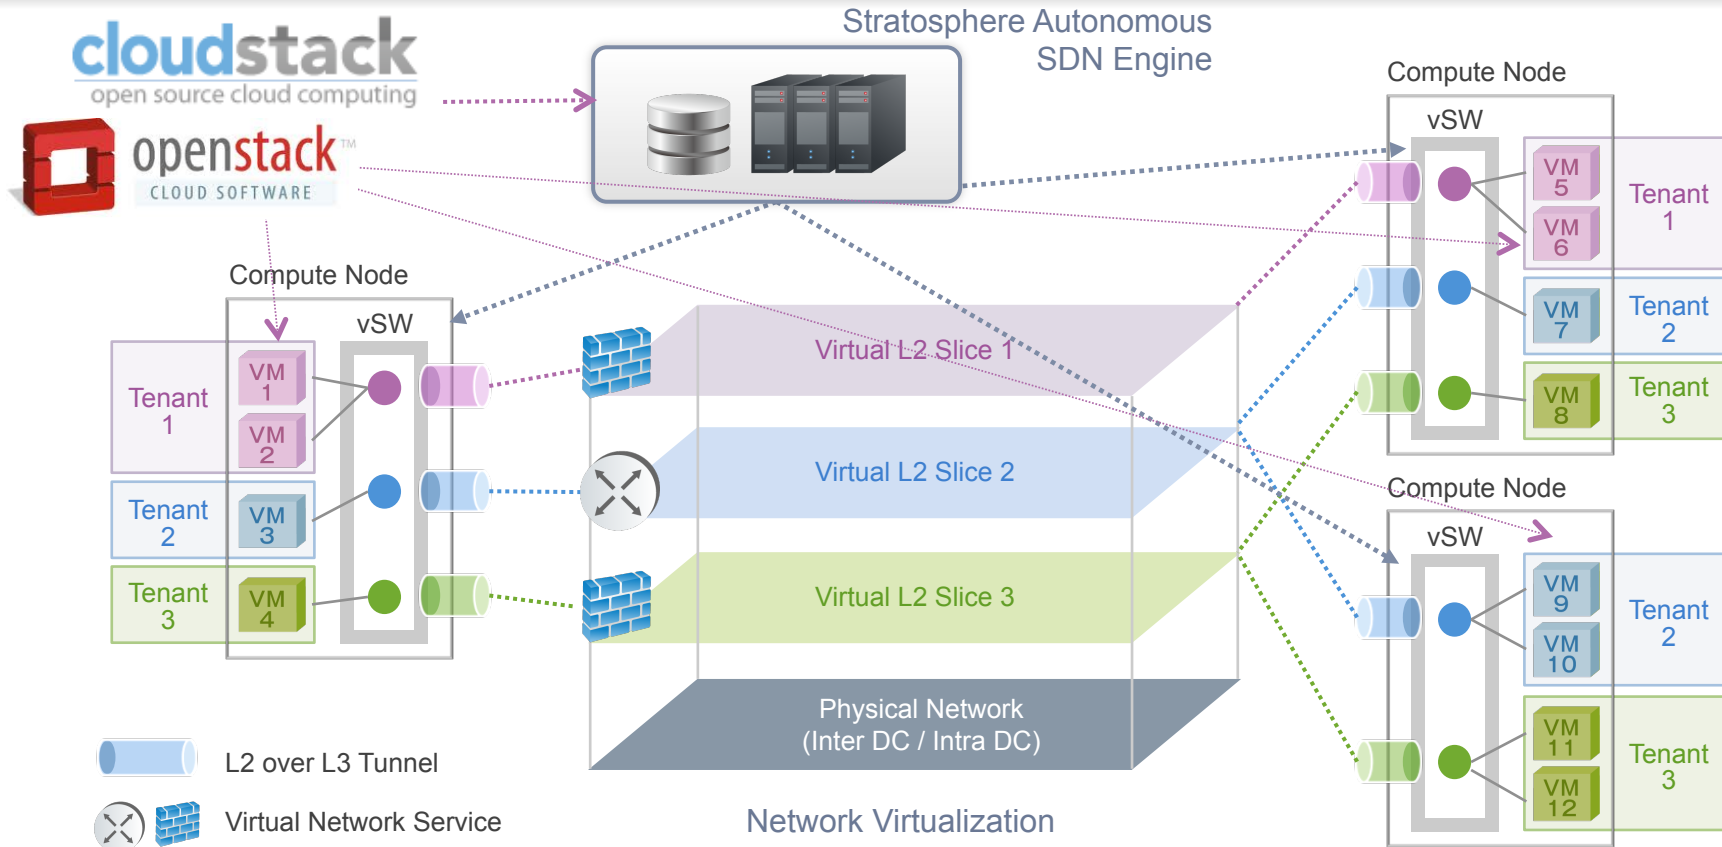 cloudstack
open source cloud computing
openstack™
CLOUD SOFTWARE
Stratosphere Autonomous
SDN Engine
Compute Node
vSW
VM
1
VM
2
VM
3
VM
4
Tenant
1
Tenant
2
Tenant
3
Virtual L2 Slice 1
Virtual L2 Slice 2
Virtual L2 Slice 3
Physical Network
(Inter DC / Intra DC)
Compute Node
vSW
VM
5
VM
6
VM
7
VM
8
Tenant
1
Tenant
2
Tenant
3
Compute Node
vSW
VM
9
VM
10
VM
11
VM
12
Tenant
2
Tenant
3
L2 over L3 Tunnel
Virtual Network Service
Network Virtualization